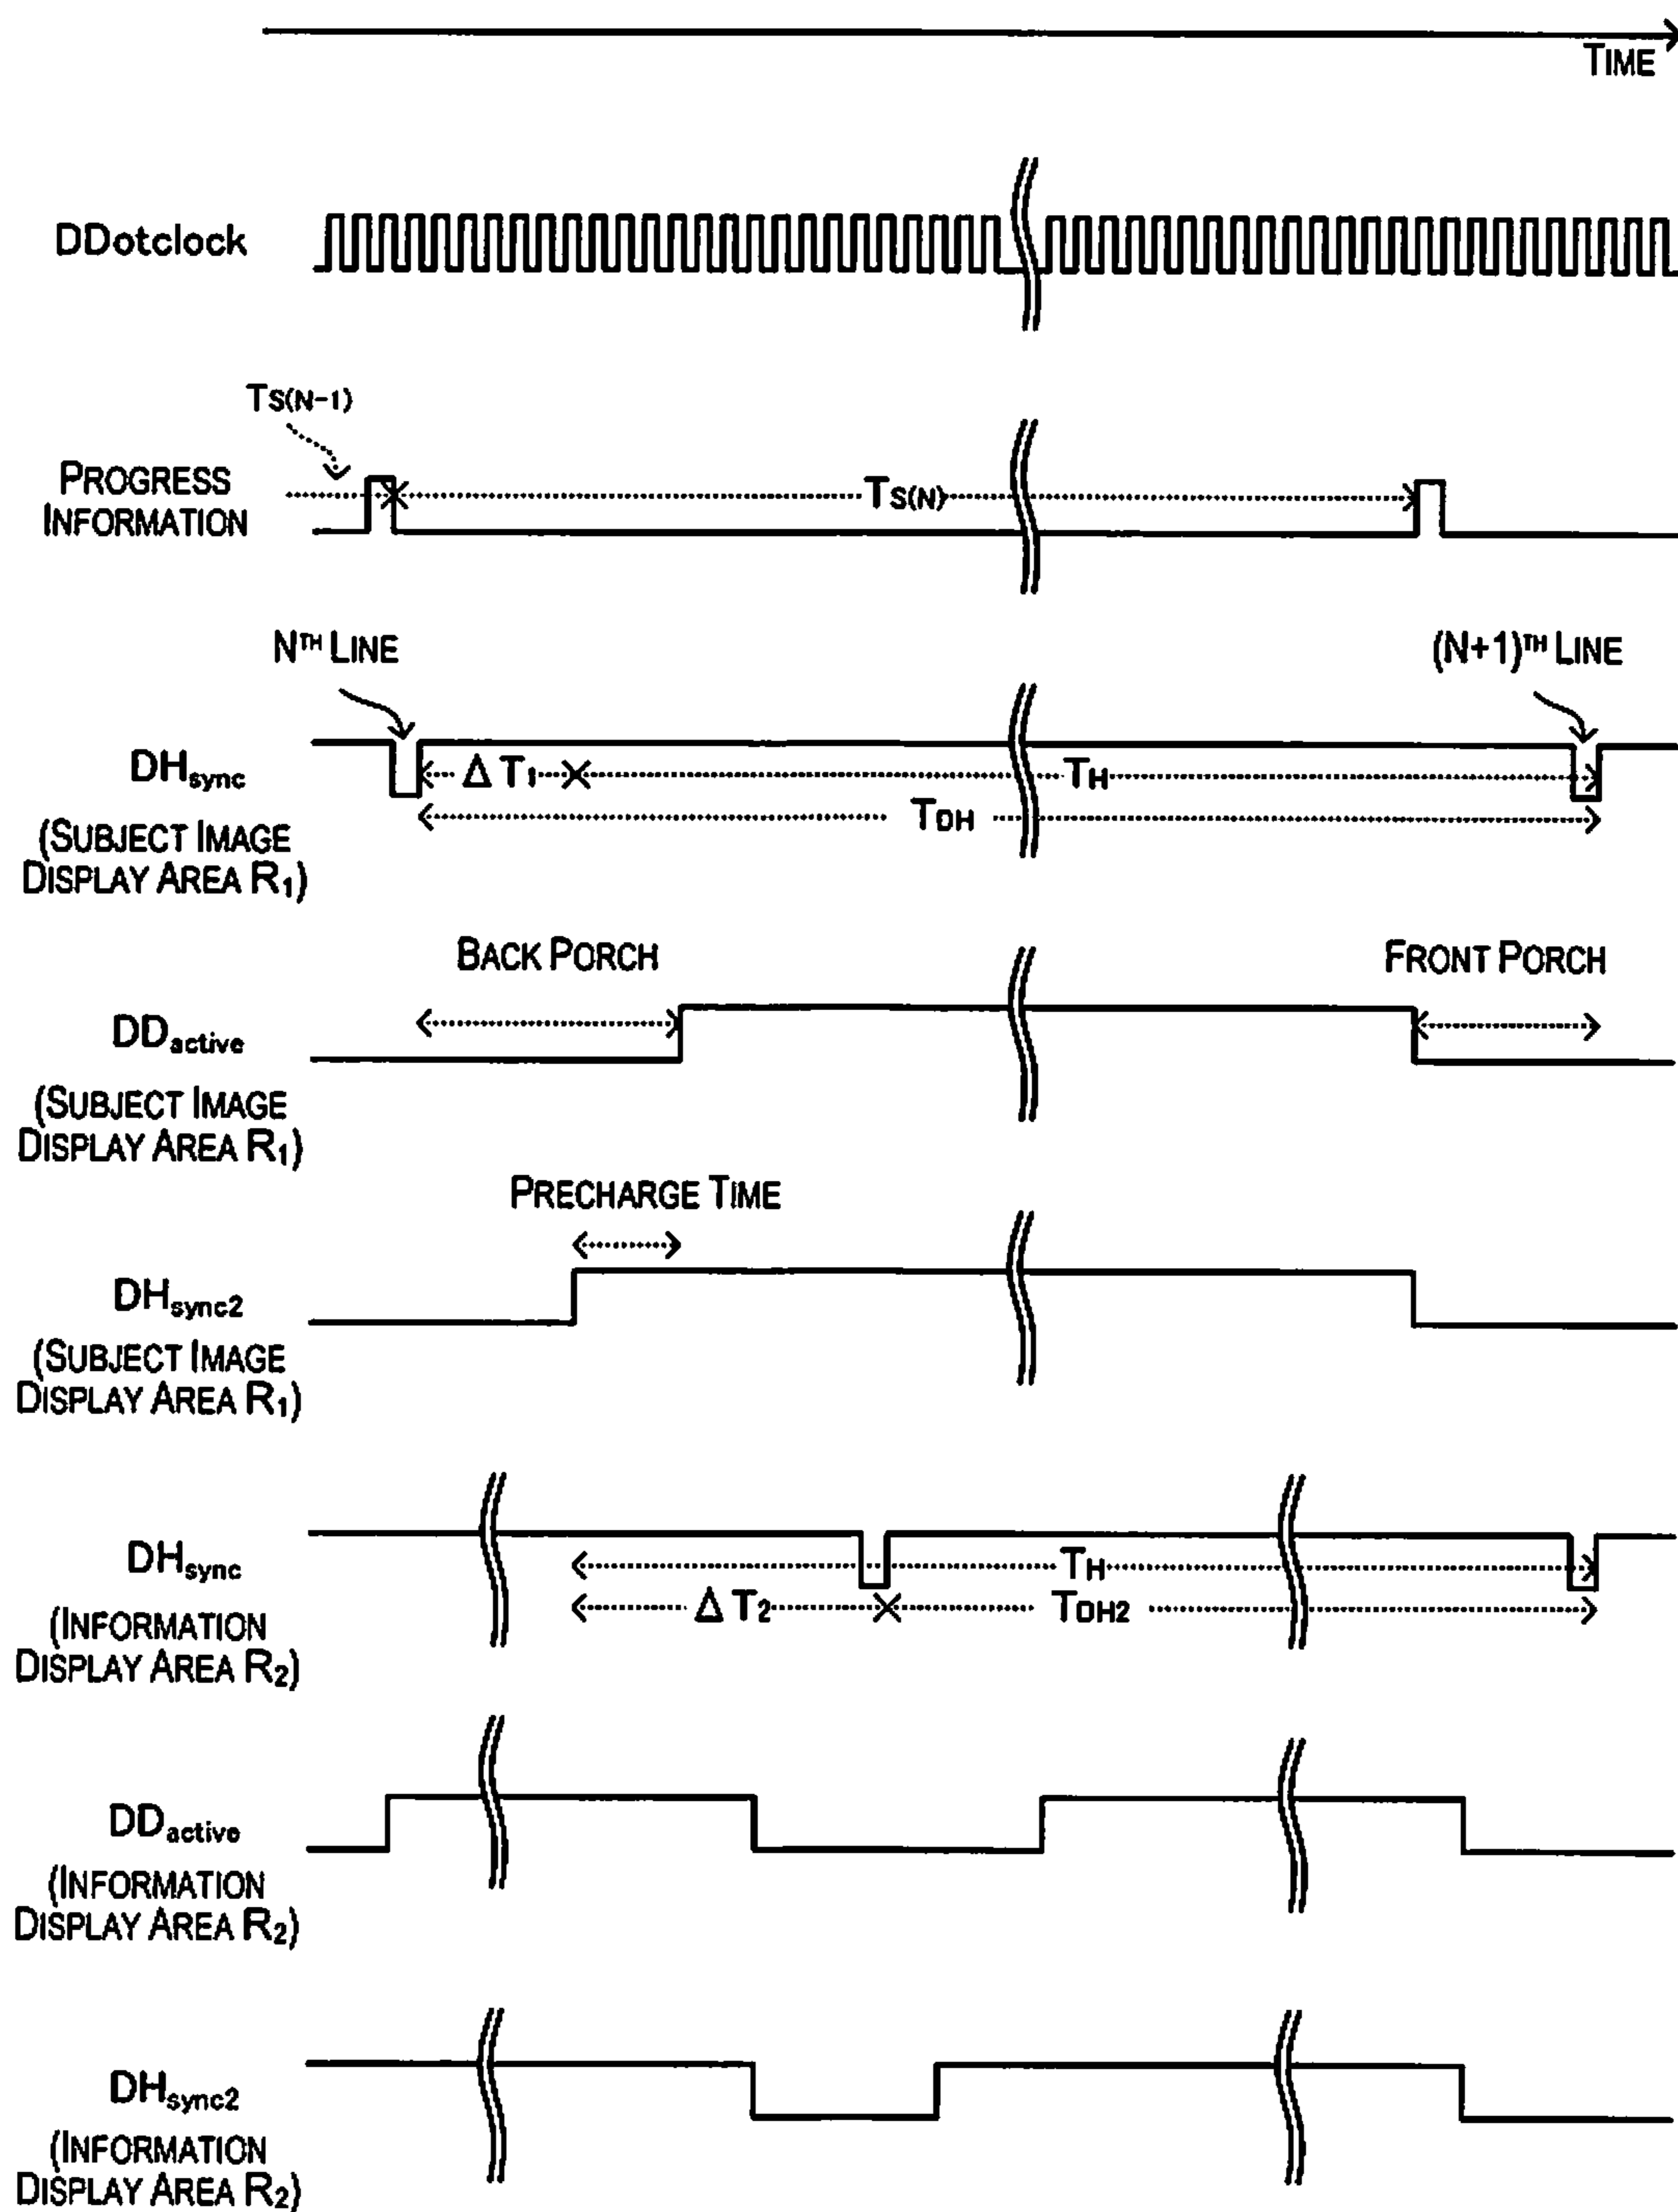 TIME
DDotclock
TS(N-1)
PROGRESS
INFORMATION
TS(N)
NTH LINE
(N+1)TH LINE
DHsync
(SUBJECT IMAGE
DISPLAY AREA R1)
Δ T1
TH
TDH
BACK PORCH
FRONT PORCH
DDactive
(SUBJECT IMAGE
DISPLAY AREA R1)
PRECHARGE TIME
DHsync2
(SUBJECT IMAGE
DISPLAY AREA R1)
DHsync
(INFORMATION
DISPLAY AREA R2)
TH
Δ T2
TDH2
DDactive
(INFORMATION
DISPLAY AREA R2)
DHsync2
(INFORMATION
DISPLAY AREA R2)